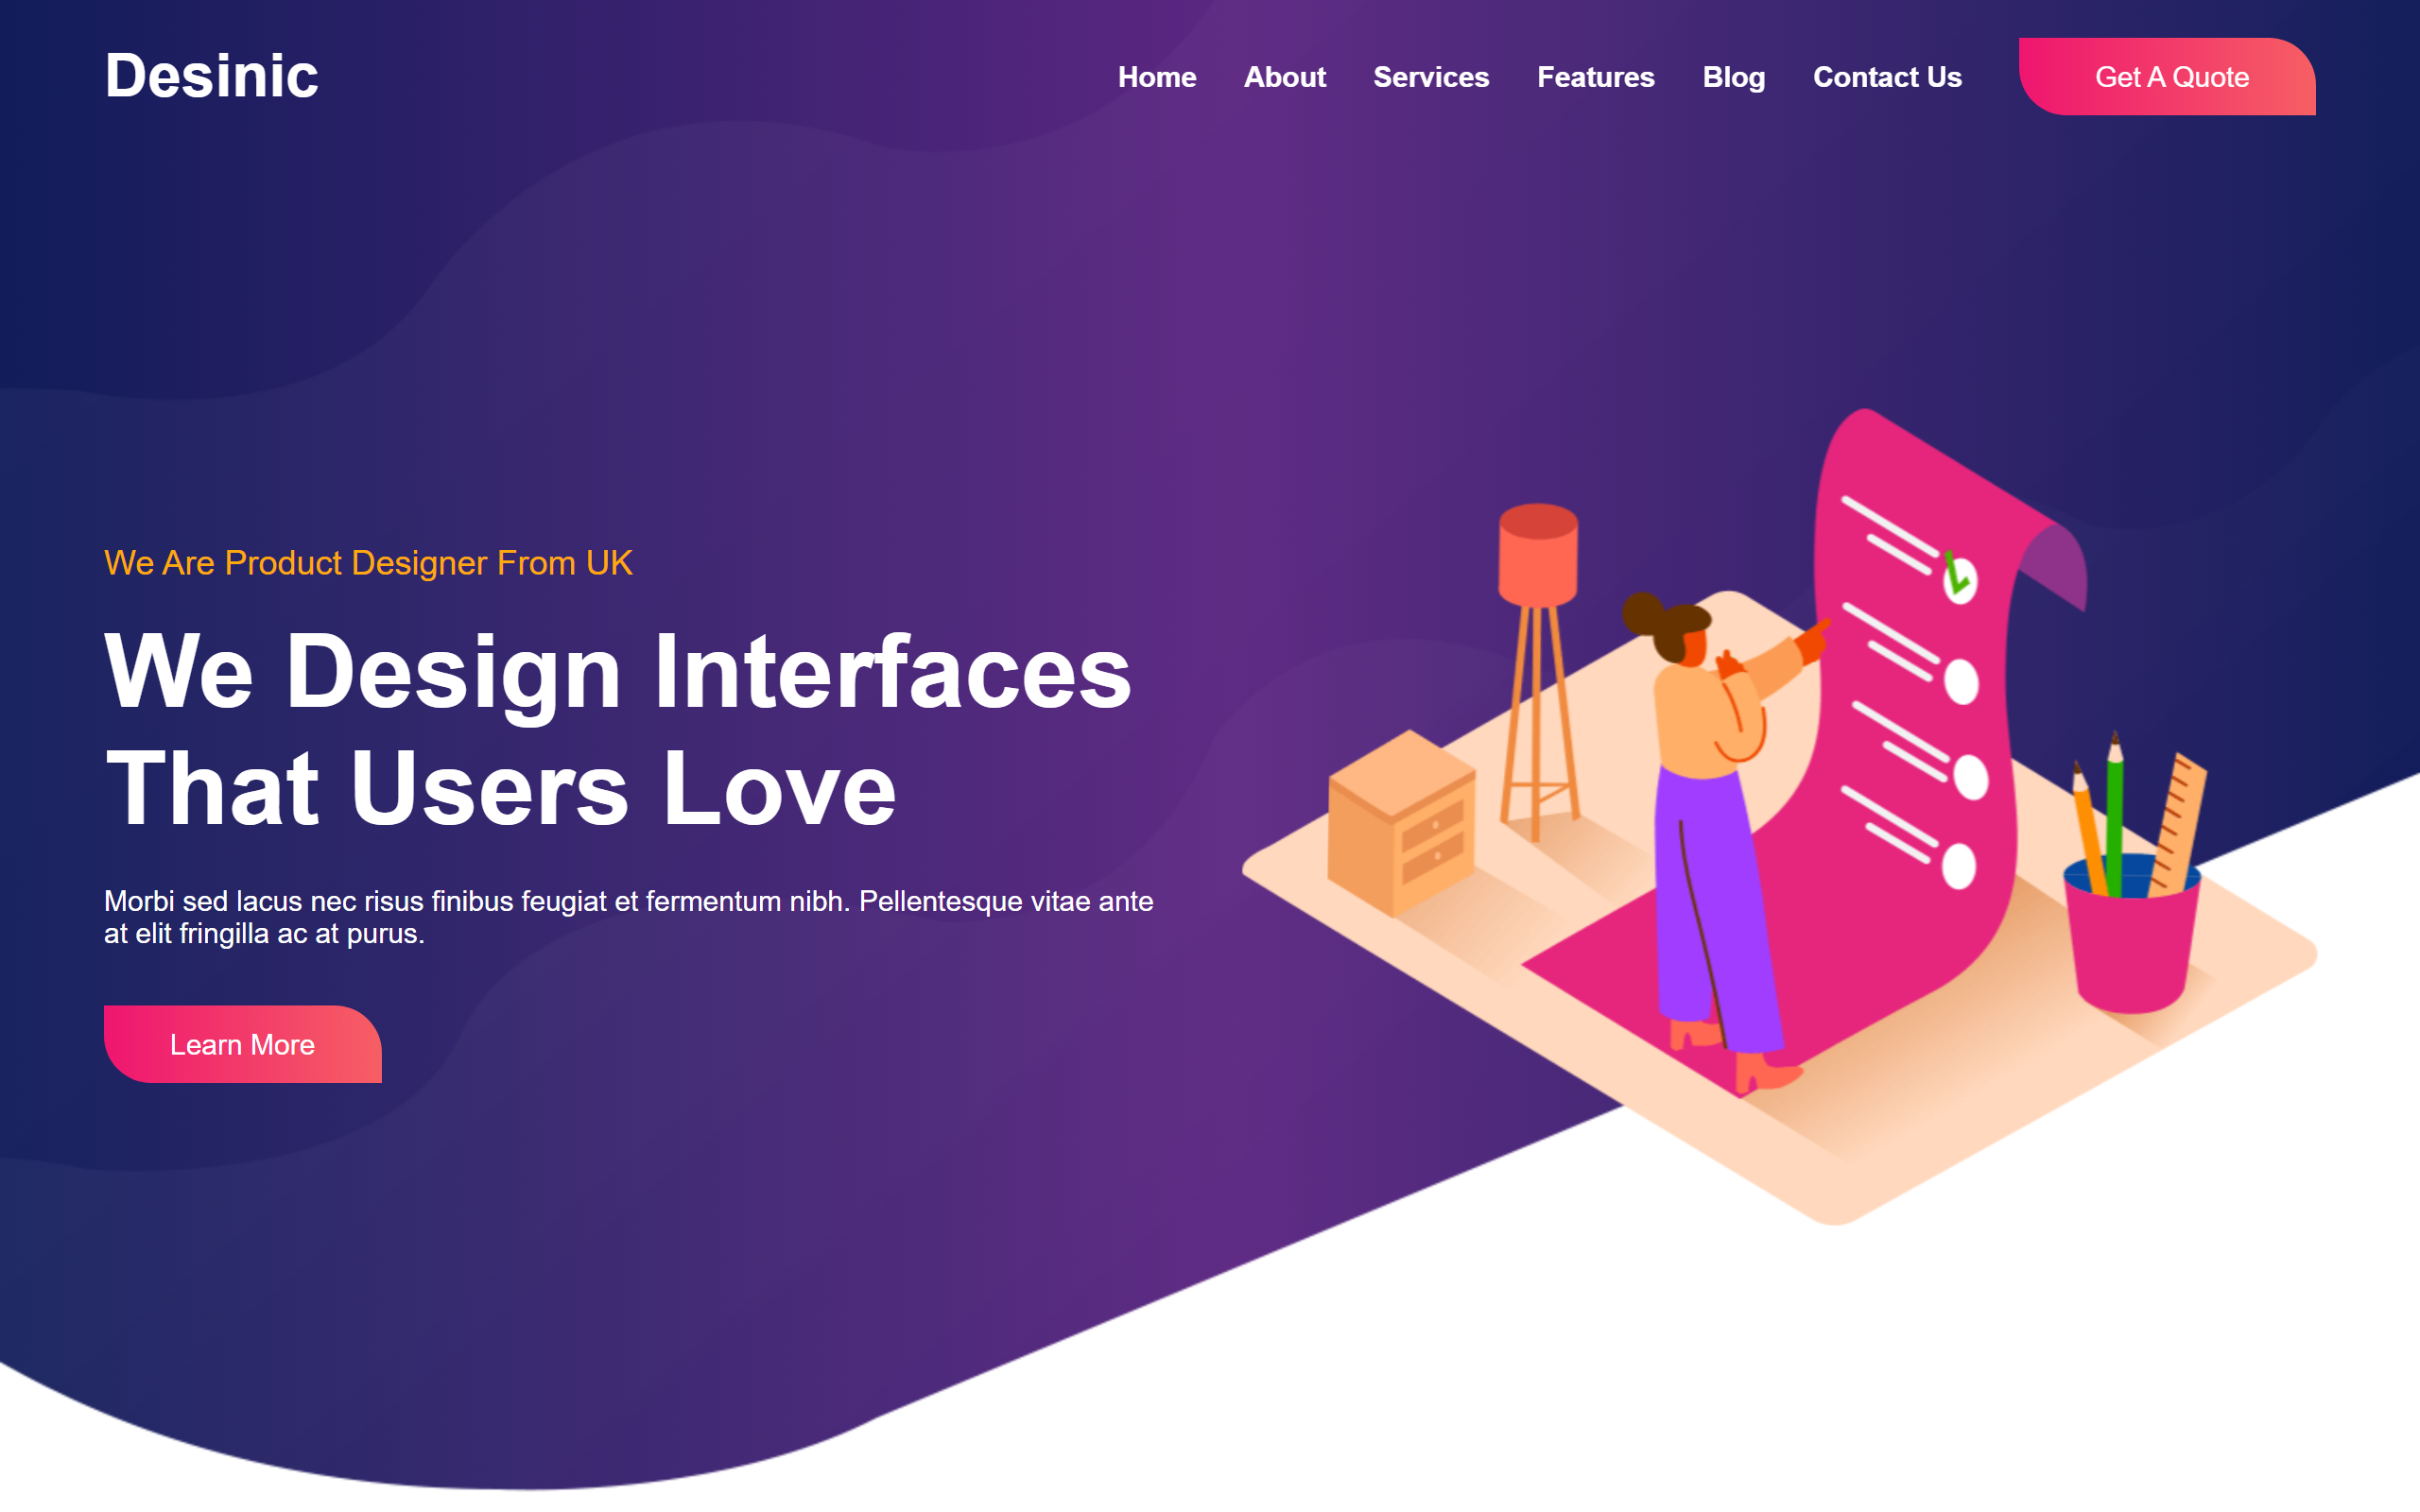 Desinic
Home About Services Features Blog Contact Us Get A Quote
We Are Product Designer From UK
We Design Interfaces
That Users Love
Morbi sed lacus nec risus finibus feugiat et fermentum nibh. Pellentesque vitae ante
at elit fringilla ac at purus.
Learn More